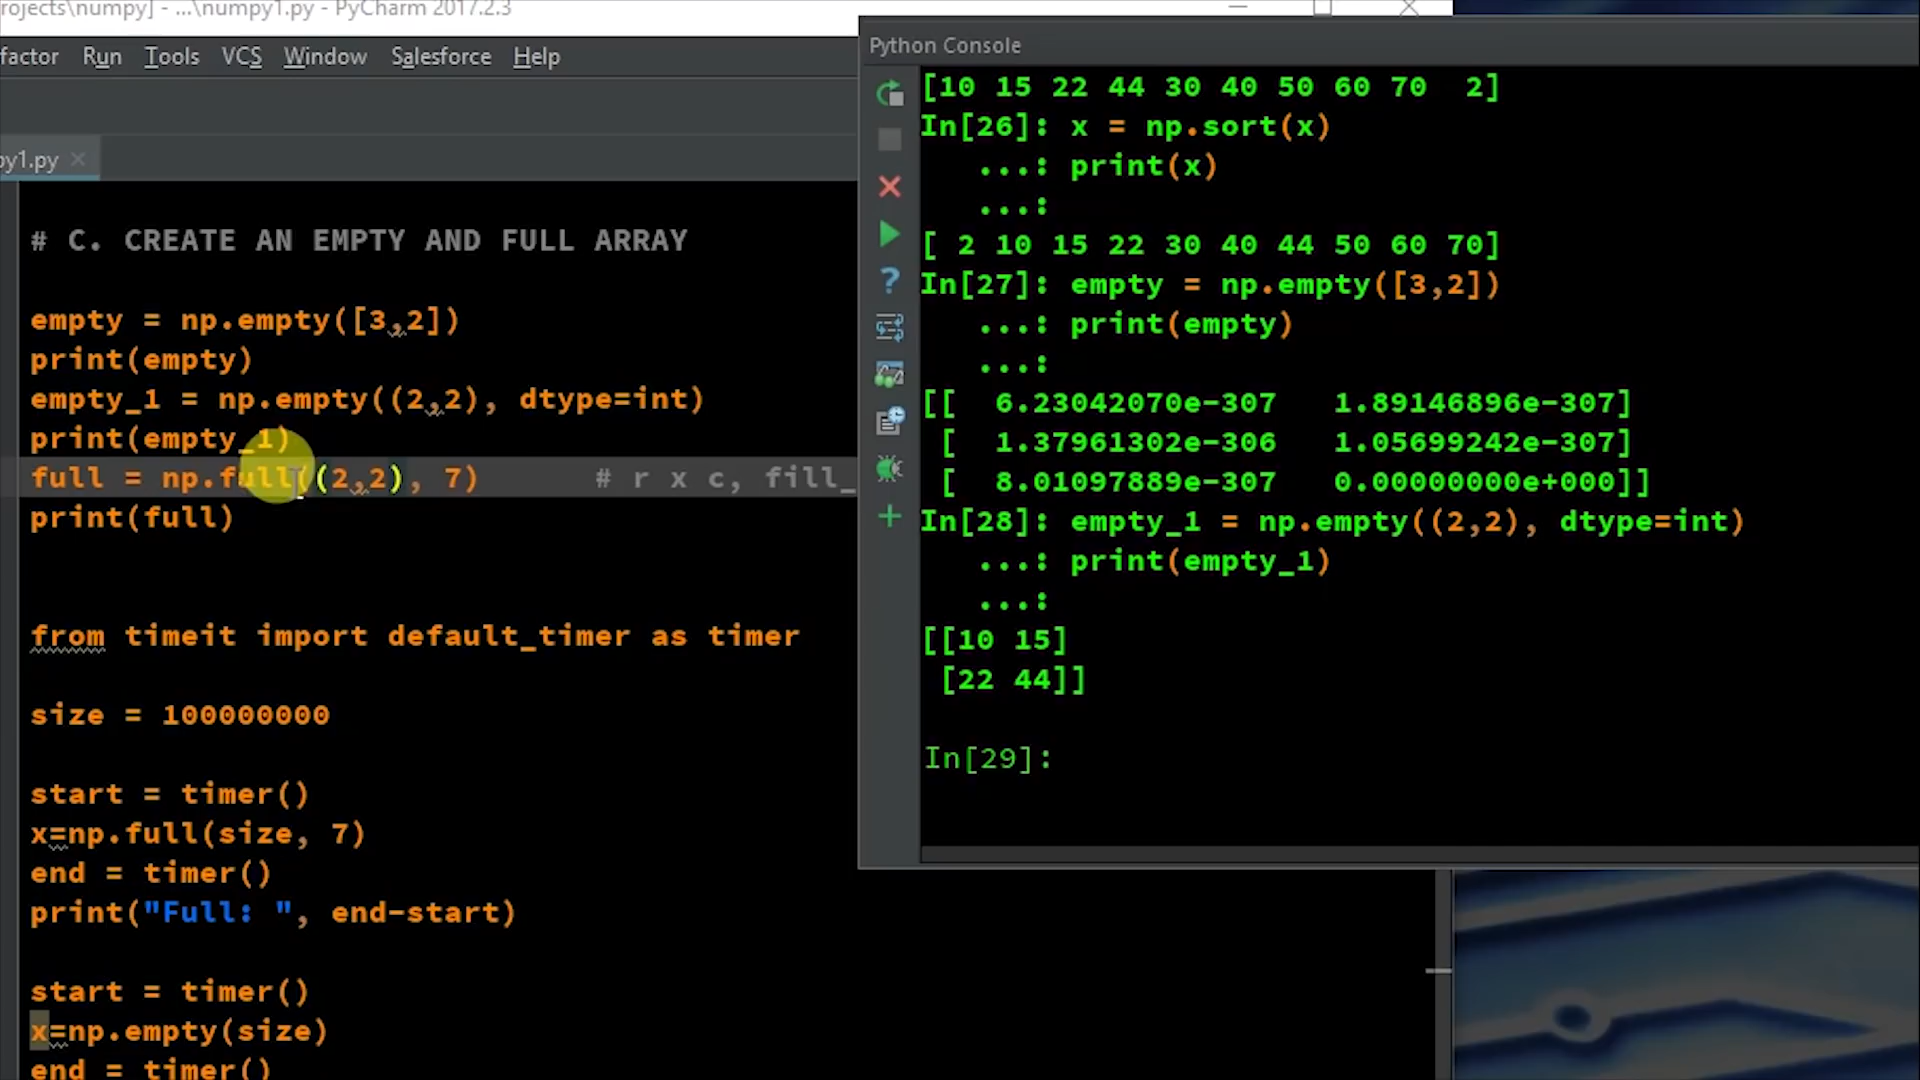 rojects\numpy] - ...\numpy1.py - PyCharm 2017.2.3
factor Run Tools VCS Window Salesforce Help
py1.py
# C. CREATE AN EMPTY AND FULL ARRAY
empty = np.empty([3,2])
print(empty)
empty_1 = np.empty((2,2), dtype=int)
print(empty_1)
full = np.full((2,2), 7) # r x c, fill_
print(full)
from timeit import default_timer as timer
size = 100000000
start = timer()
x=np.full(size, 7)
end = timer()
print("Full: ", end-start)
start = timer()
x=np.empty(size)
end = timer()
Python Console
[10 15 22 44 30 40 50 60 70  2]
In[26]: x = np.sort(x)
...: print(x)
...:
[ 2 10 15 22 30 40 44 50 60 70]
In[27]: empty = np.empty([3,2])
...: print(empty)
...:
[[ 6.23042070e-307 1.89146896e-307]
[ 1.37961302e-306 1.05699242e-307]
[ 8.01097889e-307 0.00000000e+000]]
In[28]: empty_1 = np.empty((2,2), dtype=int)
...: print(empty_1)
...:
[[10 15]
[22 44]]
In[29]: